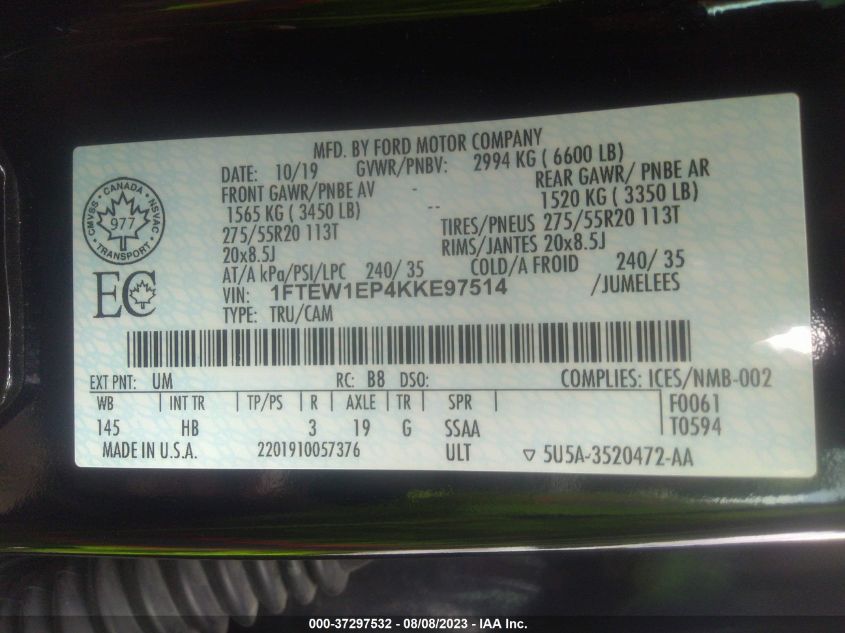 MFD. BY FORD MOTOR COMPANY
DATE: 10/19 GVWR/PNBV: 2994 KG ( 6600 LB)
FRONT GAWR/PNBE AV - REAR GAWR/ PNBE AR
1565 KG ( 3450 LB) -- 1520 KG ( 3350 LB)
275/55R20 113T TIRES/PNEUS 275/55R20 113T
20x8.5J RIMS/JANTES 20x8.5J
AT/A kPa/PSI/LPC 240/ 35 COLD/A FROID 240/ 35
VIN: 1FTEW1EP4KKE97514 /JUMELEES
TYPE: TRU/CAM
CANADA
CMVSS NSVAC
977
TRANSPORT
EC
EXT PNT: UM RC: B8 DSO: COMPLIES: ICES/NMB-002
WB | INT TR | TP/PS | R | AXLE | TR | SPR | F0061
145 HB 3 19 G SSAA T0594
MADE IN U.S.A. 2201910057376 ULT ▽ 5U5A-3520472-AA
000-37297532 - 08/08/2023 - IAA Inc.